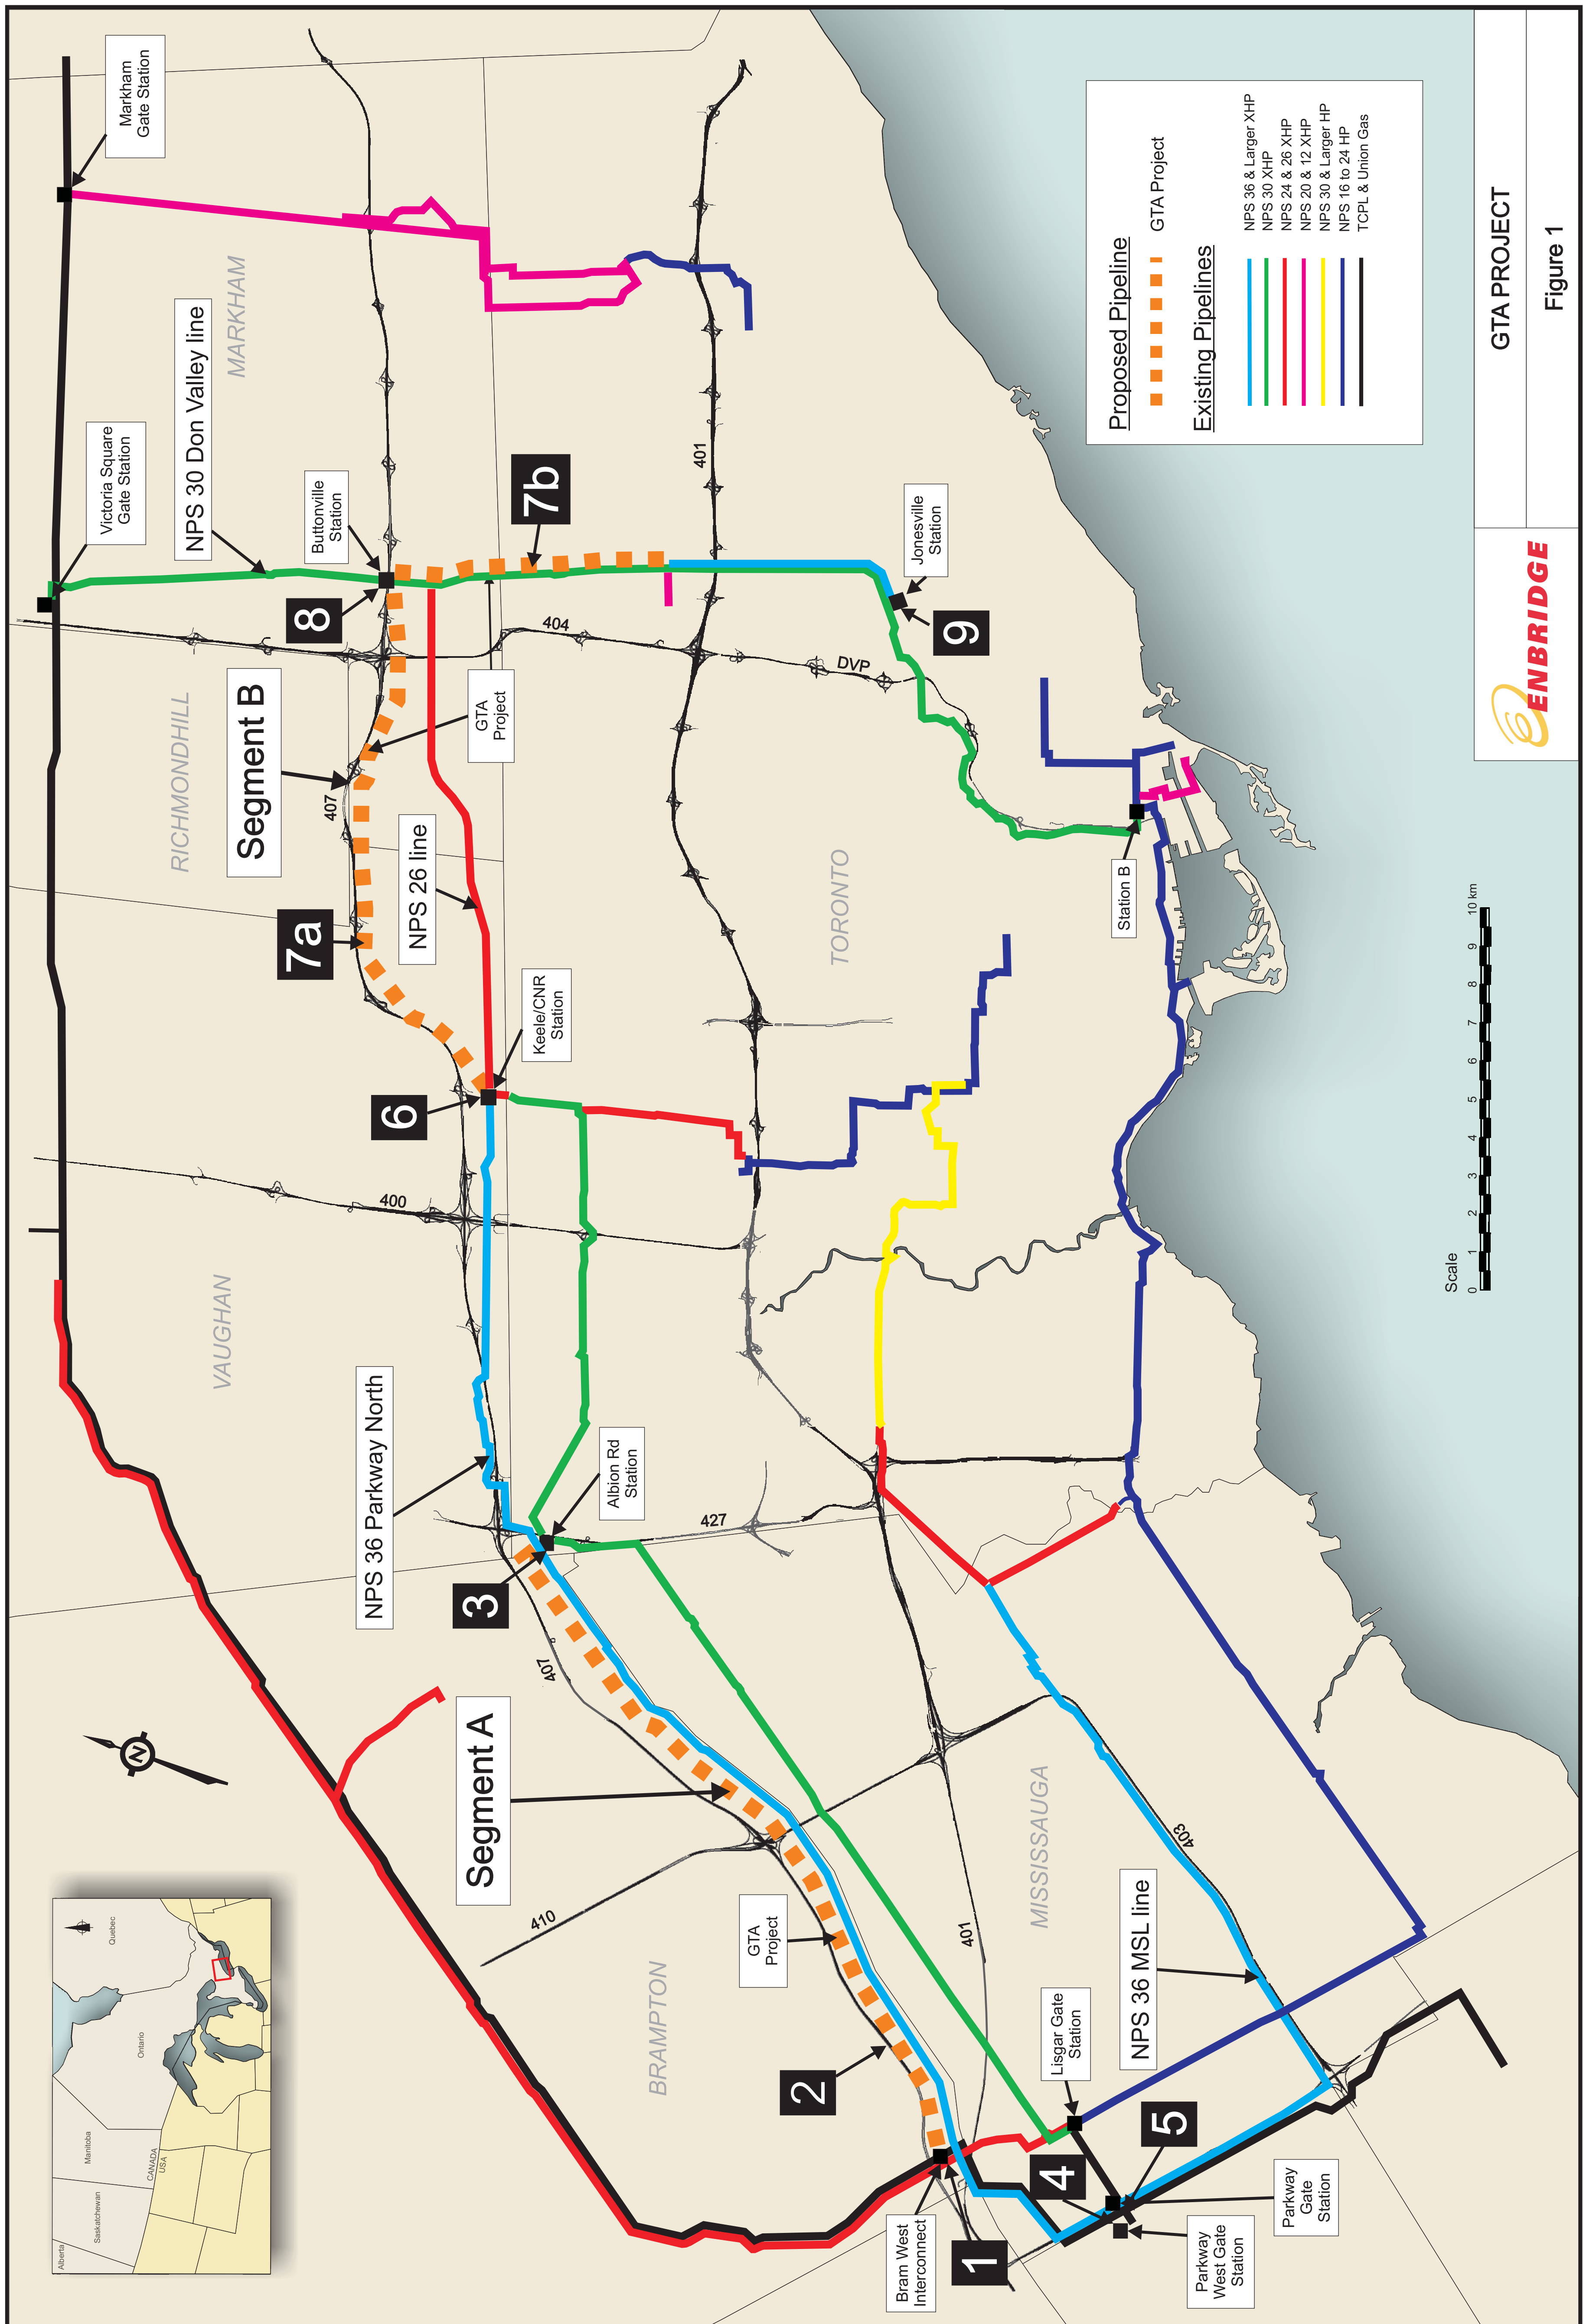 Alberta
Saskatchewan
Manitoba
CANADA
USA
Ontario
Quebec
N
NPS 36 Parkway North
VAUGHAN
400
6
7a
407
Segment B
RICHMONDHILL
8
NPS 30 Don Valley line
Victoria Square
Gate Station
MARKHAM
Markham
Gate Station
Buttonville
Station
NPS 26 line
Keele/CNR
Station
GTA
Project
404
7b
401
Segment A
407
3
Albion Rd
Station
427
410
BRAMPTON
2
GTA
Project
TORONTO
DVP
9
Jonesville
Station
Bram West
Interconnect
1
401
MISSISSAUGA
4
5
Lisgar Gate
Station
NPS 36 MSL line
403
Parkway
West Gate
Station
Parkway
Gate
Station
Station B
Proposed Pipeline
GTA Project
Existing Pipelines
NPS 36 & Larger XHP
NPS 30 XHP
NPS 24 & 26 XHP
NPS 20 & 12 XHP
NPS 30 & Larger HP
NPS 16 to 24 HP
TCPL & Union Gas
Scale
0 1 2 3 4 5 6 7 8 9 10 km
ENBRIDGE
GTA PROJECT
Figure 1